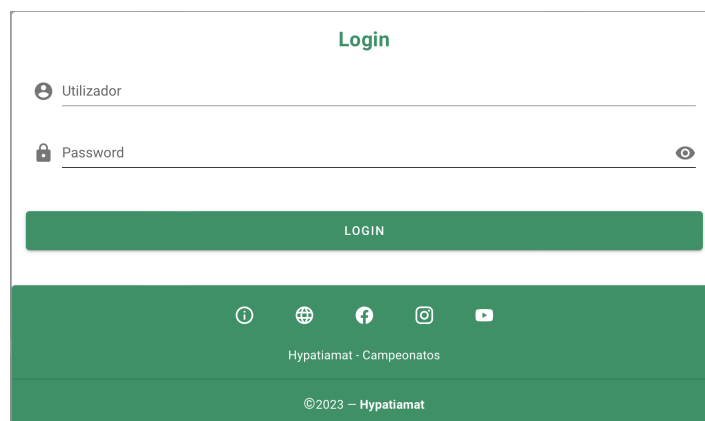 Login
Utilizador
Password
LOGIN
Hypatiamat - Campeonatos
©2023 — Hypatiamat